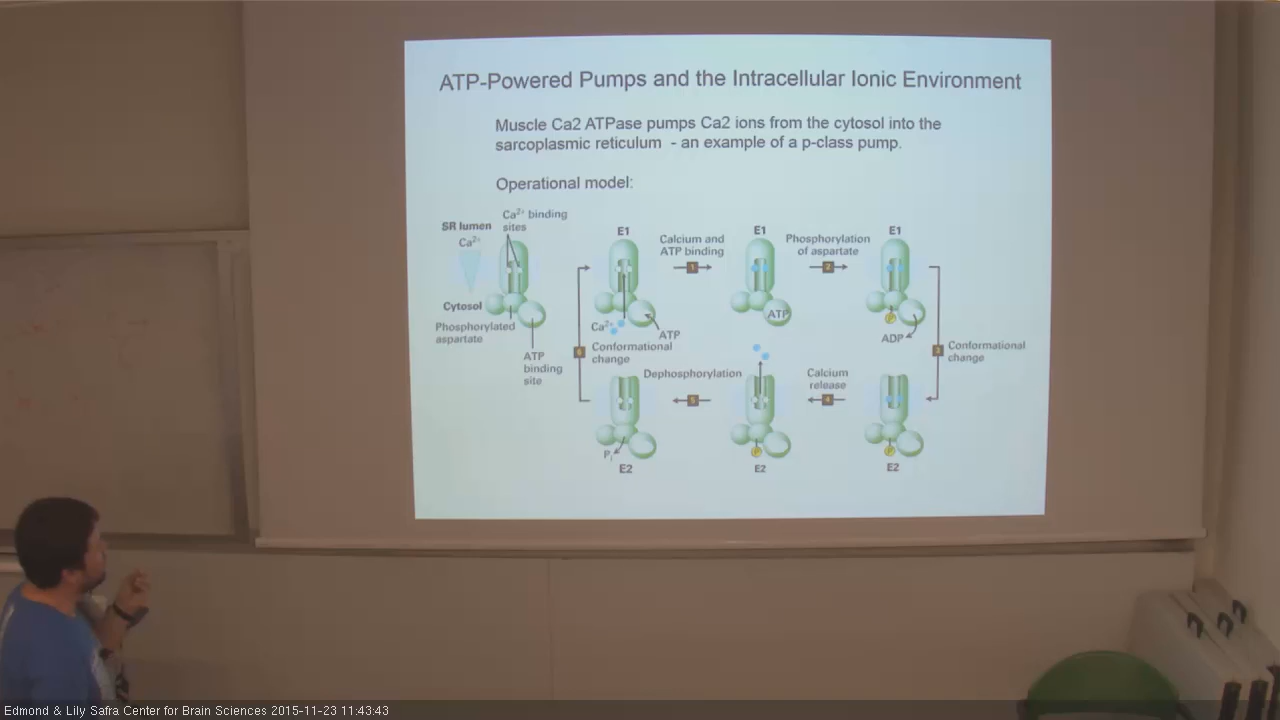 ATP-Powered Pumps and the Intracellular Ionic Environment
Muscle Ca2 ATPase pumps Ca2 ions from the cytosol into the
sarcoplasmic reticulum - an example of a p-class pump.
Operational model:
Ca²⁺ binding
sites
SR lumen
Ca²⁺
Cytosol
Phosphorylated
aspartate
ATP
binding
site
E1
Ca²⁺
ATP
Calcium and
ATP binding
1
E1
ATP
Phosphorylation
of aspartate
2
E1
P
ADP
3
Conformational
change
P
E2
Calcium
release
4
P
E2
Dephosphorylation
5
Pi
E2
6
Conformational
change
Edmond & Lily Safra Center for Brain Sciences 2015-11-23 11:43:43